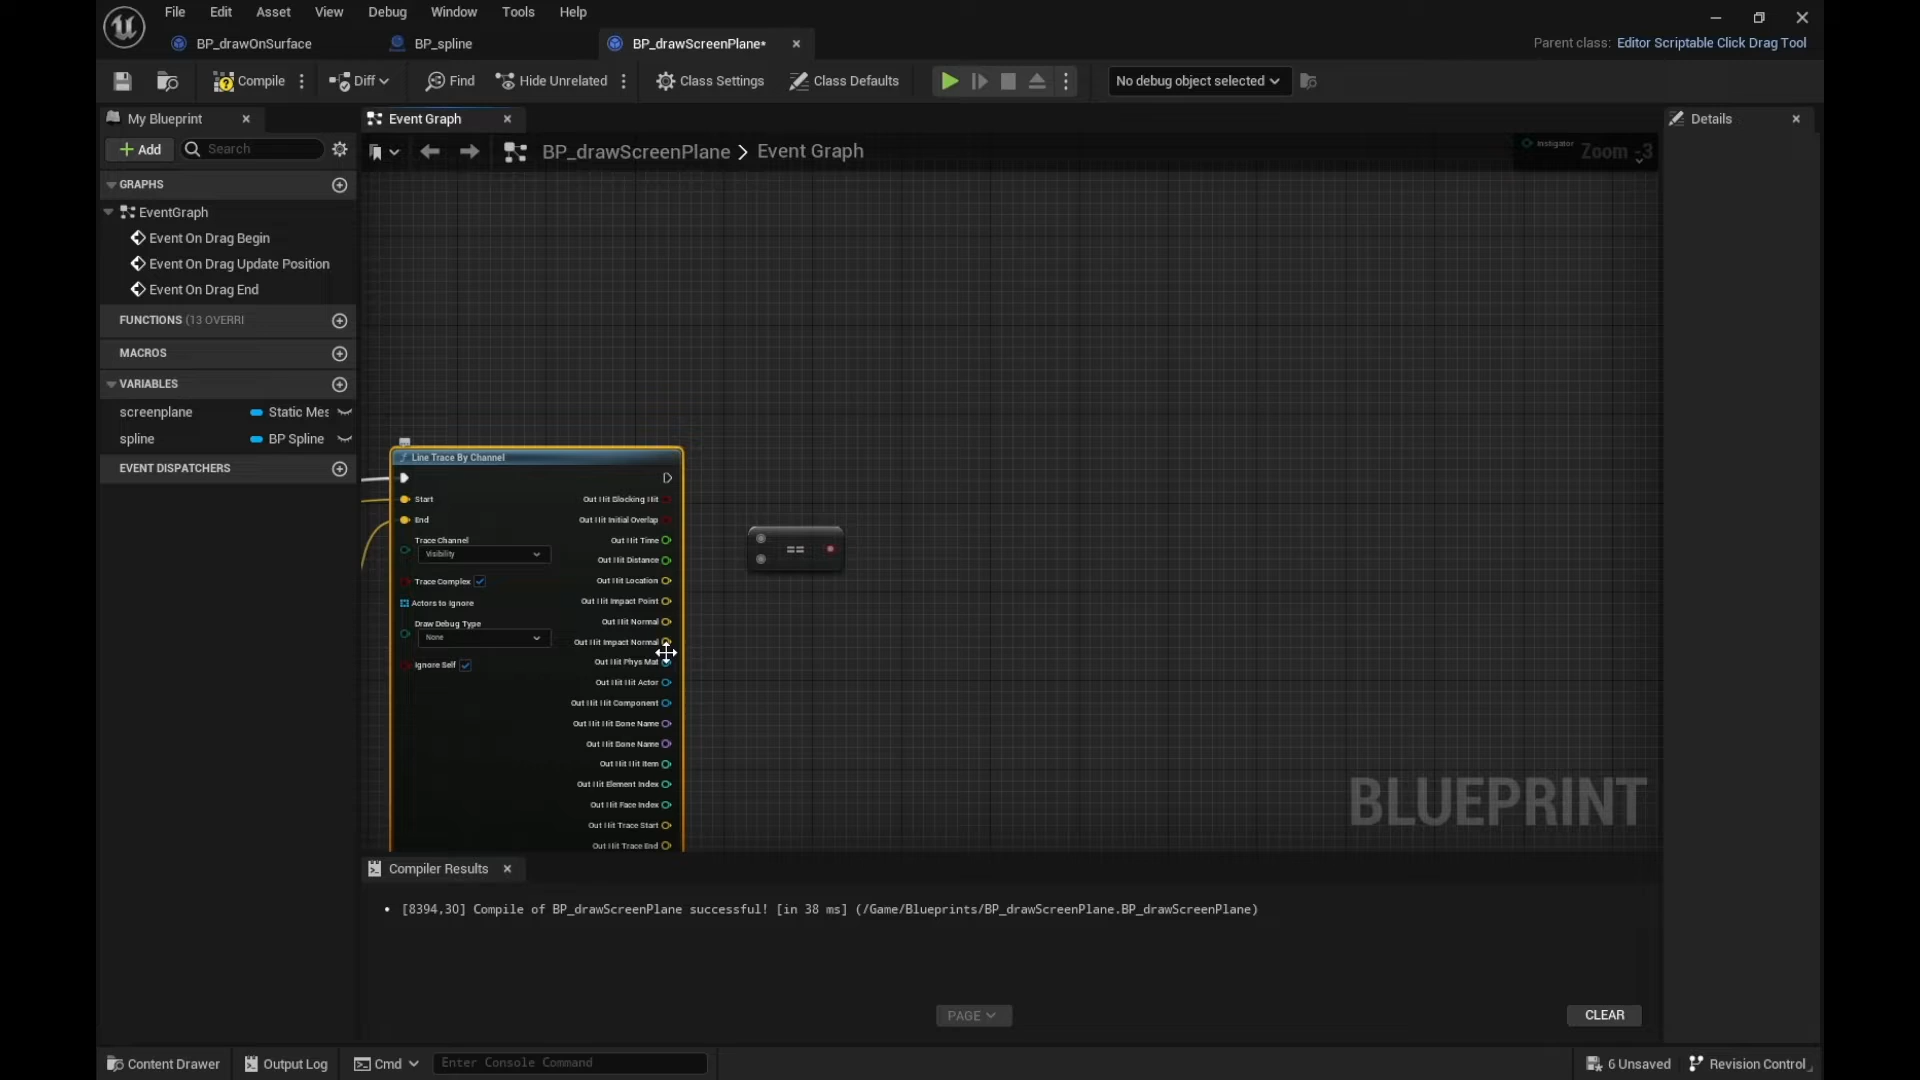 File Edit Asset View Debug Window Tools Help
BP_drawOnSurface BP_spline BP_drawScreenPlane*
Parent class: Editor Scriptable Click Drag Tool
Compile Diff Find Hide Unrelated Class Settings Class Defaults No debug object selected
My Blueprint Event Graph Details
Add Search
BP_drawScreenPlane > Event Graph
Instigator Zoom -3
GRAPHS
EventGraph
Event On Drag Begin
Event On Drag Update Position
Event On Drag End
FUNCTIONS (13 OVERRI
MACROS
VARIABLES
screenplane Static Mes
spline BP Spline
EVENT DISPATCHERS
Line Trace By Channel
Start Out Hit Blocking Hit
End Out Hit Initial Overlap
Trace Channel Out Hit Time
Visibility Out Hit Distance
Trace Complex Out Hit Location
Actors to Ignore Out Hit Impact Point
Draw Debug Type Out Hit Normal
None Out Hit Impact Normal
Ignore Self Out Hit Phys Mat
Out Hit Hit Actor
Out Hit Hit Component
Out Hit Hit Bone Name
Out Hit Bone Name
Out Hit Hit Item
Out Hit Element Index
Out Hit Face Index
Out Hit Trace Start
Out Hit Trace End
==
BLUEPRINT
Compiler Results
• [8394,30] Compile of BP_drawScreenPlane successful! [in 38 ms] (/Game/Blueprints/BP_drawScreenPlane.BP_drawScreenPlane)
PAGE CLEAR
Content Drawer Output Log Cmd Enter Console Command 6 Unsaved Revision Control